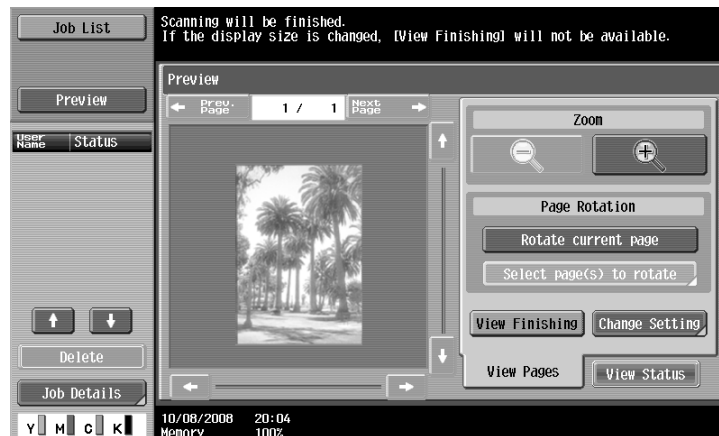 Job List
Scanning will be finished.
If the display size is changed, [View Finishing] will not be available.
Preview
Preview
Prev. Page
1 / 1
Next Page
User Name
Status
Zoom
Page Rotation
Rotate current page
Select page(s) to rotate
View Finishing
Change Setting
Delete
View Pages
View Status
Job Details
10/08/2008 20:04
Y M C K
Memory 100%